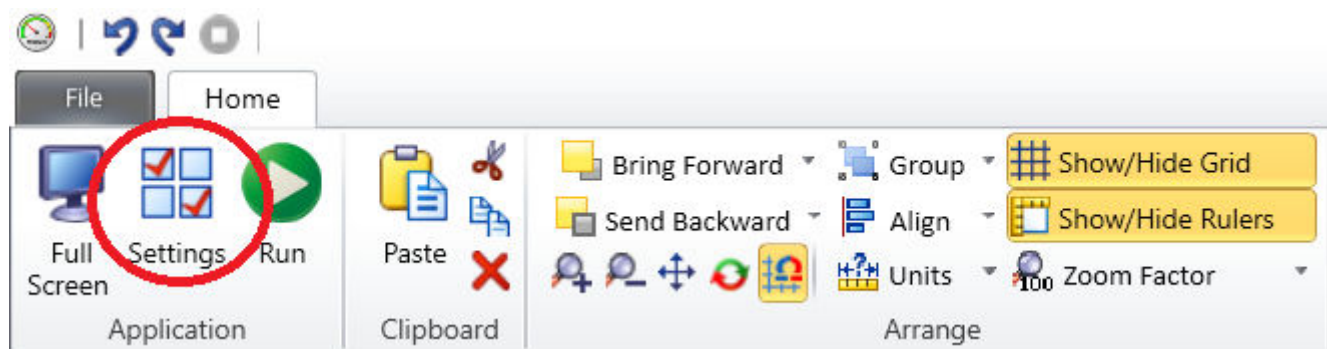 File
Home
Full Screen
Settings
Run
Paste
Bring Forward
Send Backward
Group
Align
Units
Show/Hide Grid
Show/Hide Rulers
100
Zoom Factor
Application
Clipboard
Arrange